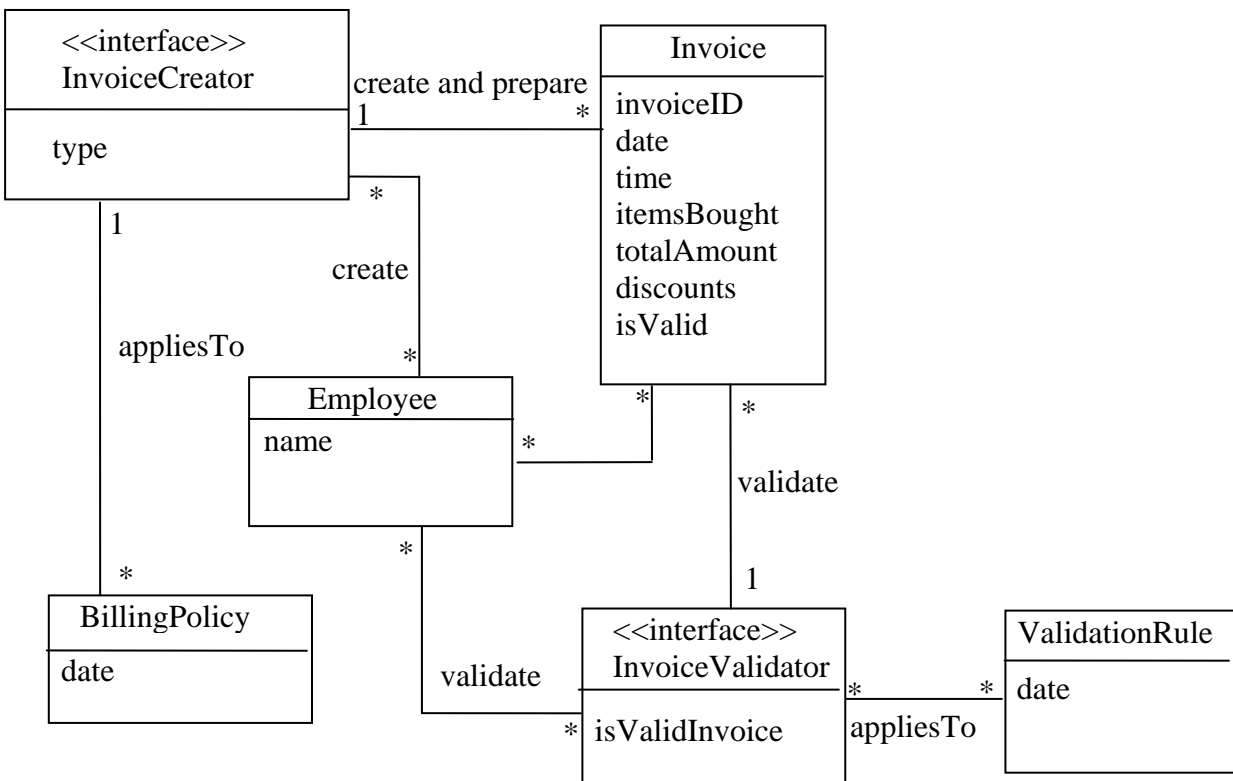 <<interface>>
InvoiceCreator
type
create and prepare
1
*
Invoice
invoiceID
date
time
itemsBought
totalAmount
discounts
isValid
*
1
create
appliesTo
*
Employee
name
*
*
*
validate
*
*
BillingPolicy
date
validate
*
1
<<interface>>
InvoiceValidator
isValidInvoice
*
*
appliesTo
ValidationRule
date